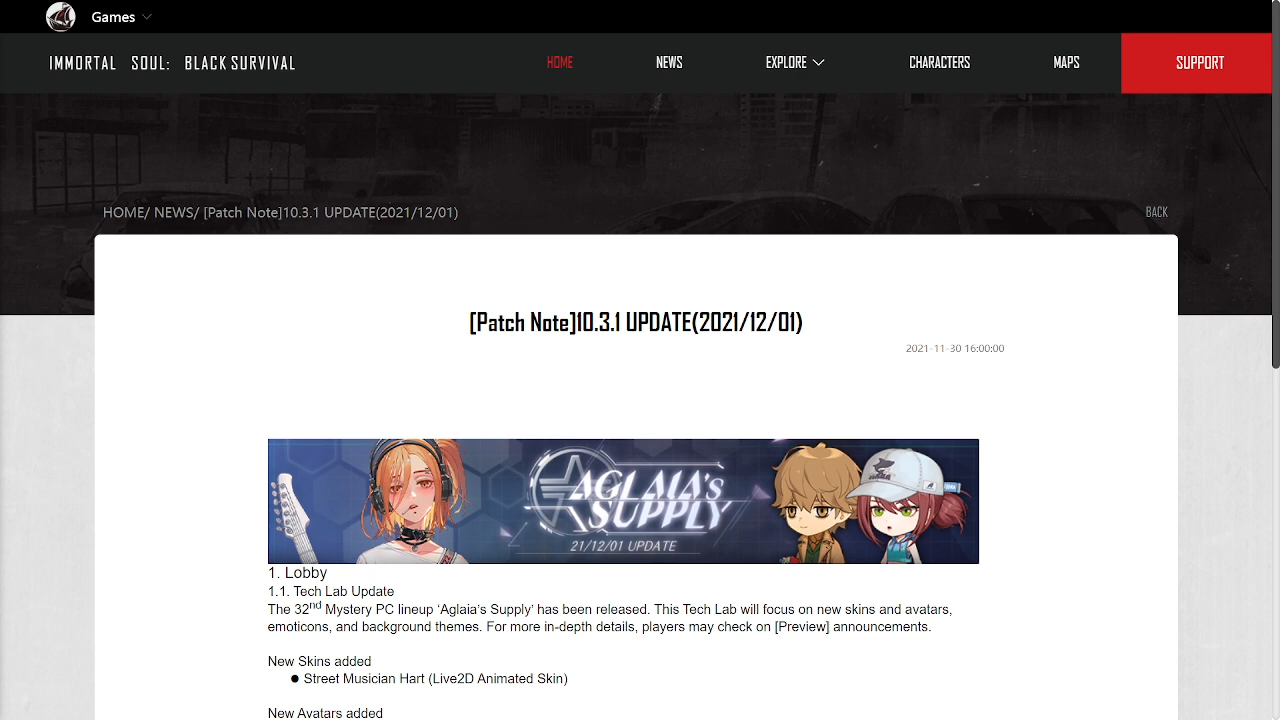 Games
IMMORTAL SOUL: BLACK SURVIVAL
HOME
NEWS
EXPLORE
CHARACTERS
MAPS
SUPPORT
HOME/ NEWS/ [Patch Note]10.3.1 UPDATE(2021/12/01)
BACK
[Patch Note]10.3.1 UPDATE(2021/12/01)
2021-11-30 16:00:00
AGLAIA'S
SUPPLY
21/12/01 UPDATE
1. Lobby
1.1. Tech Lab Update
The 32nd Mystery PC lineup ‘Aglaia’s Supply’ has been released. This Tech Lab will focus on new skins and avatars,
emoticons, and background themes. For more in-depth details, players may check on [Preview] announcements.
New Skins added
● Street Musician Hart (Live2D Animated Skin)
New Avatars added